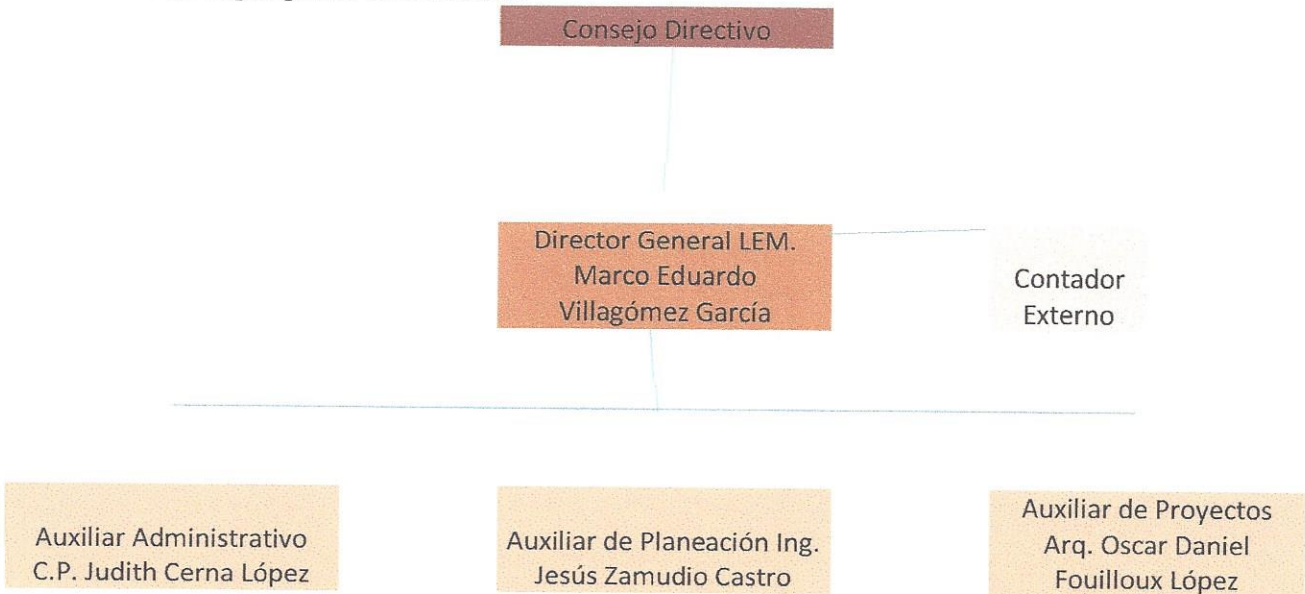 Consejo Directivo
Director General LEM.
Marco Eduardo
Villagómez García
Contador
Externo
Auxiliar Administrativo
C.P. Judith Cerna López
Auxiliar de Planeación Ing.
Jesús Zamudio Castro
Auxiliar de Proyectos
Arq. Oscar Daniel
Fouilloux López